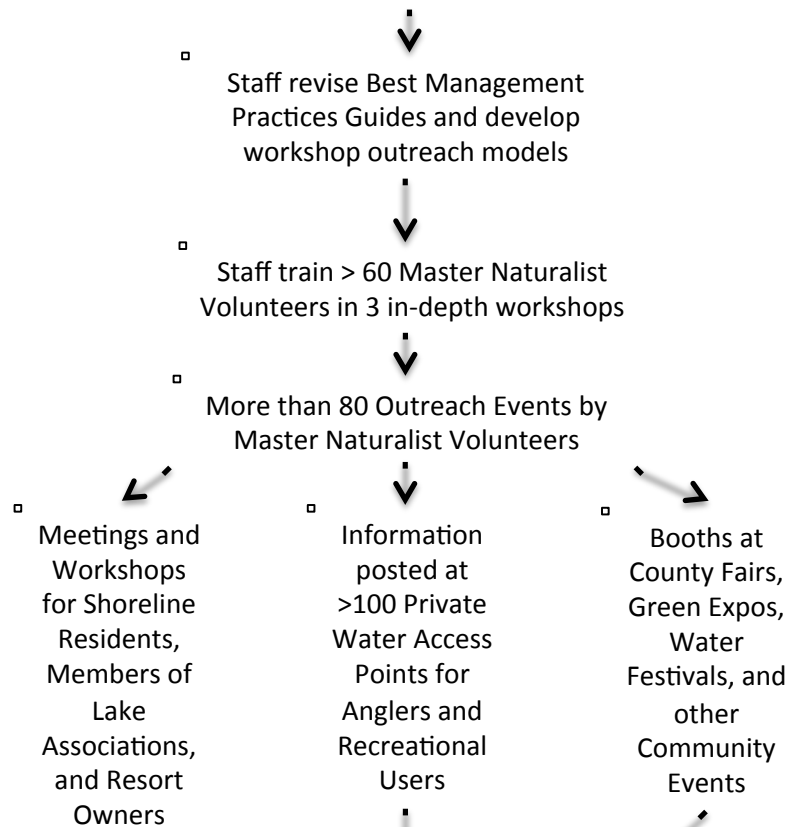 Staff revise Best Management
Practices Guides and develop
workshop outreach models
Staff train > 60 Master Naturalist
Volunteers in 3 in-depth workshops
More than 80 Outreach Events by
Master Naturalist Volunteers
Meetings and
Workshops
for Shoreline
Residents,
Members of
Lake
Associations,
and Resort
Owners
Information
posted at
>100 Private
Water Access
Points for
Anglers and
Recreational
Users
Booths at
County Fairs,
Green Expos,
Water
Festivals, and
other
Community
Events